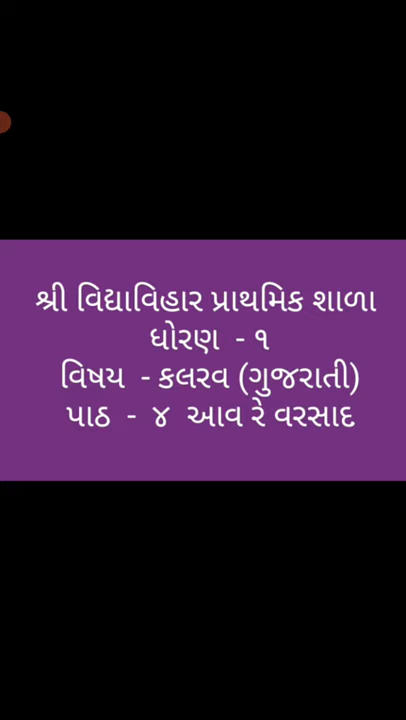 શ્રી વિદ્યાવિહાર પ્રાથમિક શાળા
ધોરણ - ૧
વિષય - કલરવ (ગુજરાતી)
પાઠ - ૪ આવ રે વરસાદ